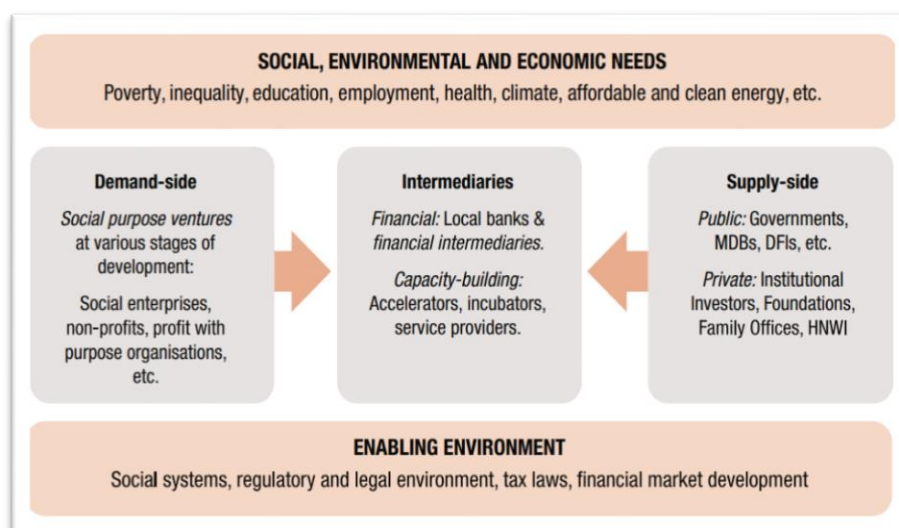 SOCIAL, ENVIRONMENTAL AND ECONOMIC NEEDS
Poverty, inequality, education, employment, health, climate, affordable and clean energy, etc.
Demand-side
Social purpose ventures
at various stages of
development:
Social enterprises,
non-profits, profit with
purpose organisations,
etc.
Intermediaries
Financial: Local banks &
financial intermediaries.
Capacity-building:
Accelerators, incubators,
service providers.
Supply-side
Public: Governments,
MDBs, DFIs, etc.
Private: Institutional
Investors, Foundations,
Family Offices, HNWI
ENABLING ENVIRONMENT
Social systems, regulatory and legal environment, tax laws, financial market development